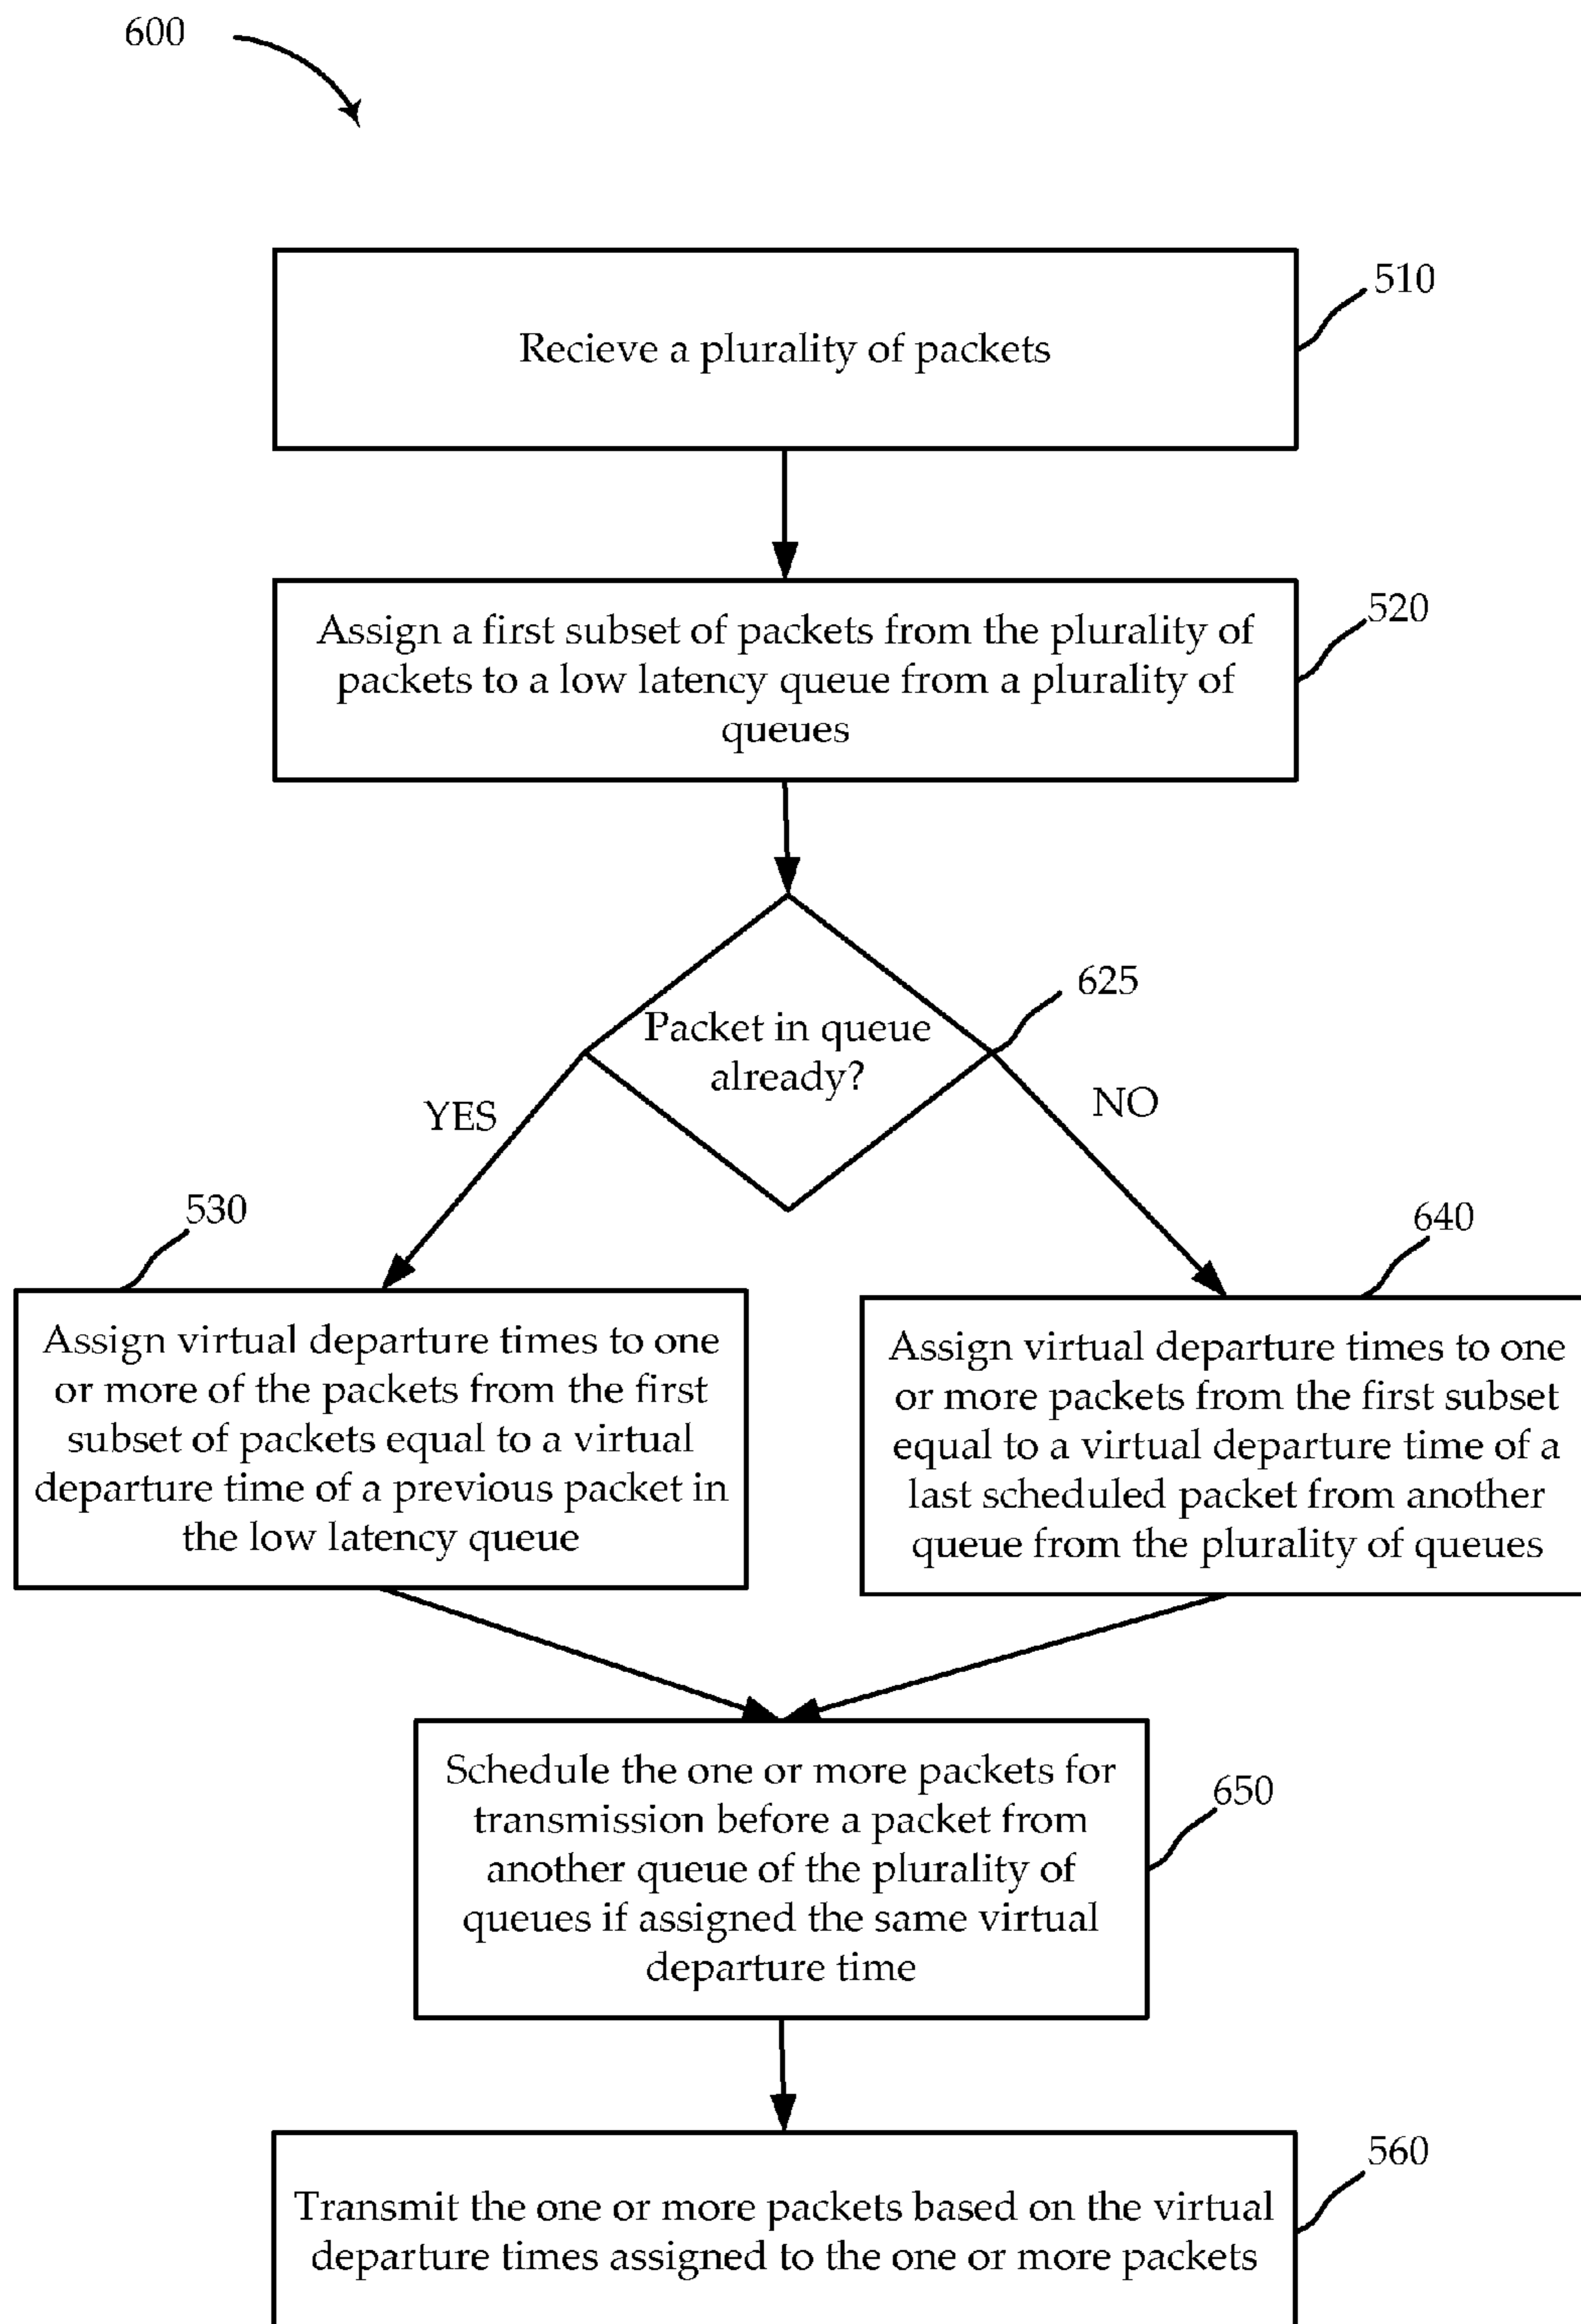 600
510
Recieve a plurality of packets
520
Assign a first subset of packets from the plurality of
packets to a low latency queue from a plurality of
queues
625
Packet in queue
already?
YES
NO
530
640
Assign virtual departure times to one
or more of the packets from the first
subset of packets equal to a virtual
departure time of a previous packet in
the low latency queue
Assign virtual departure times to one
or more packets from the first subset
equal to a virtual departure time of a
last scheduled packet from another
queue from the plurality of queues
Schedule the one or more packets for
transmission before a packet from
another queue of the plurality of
queues if assigned the same virtual
departure time
650
560
Transmit the one or more packets based on the virtual
departure times assigned to the one or more packets